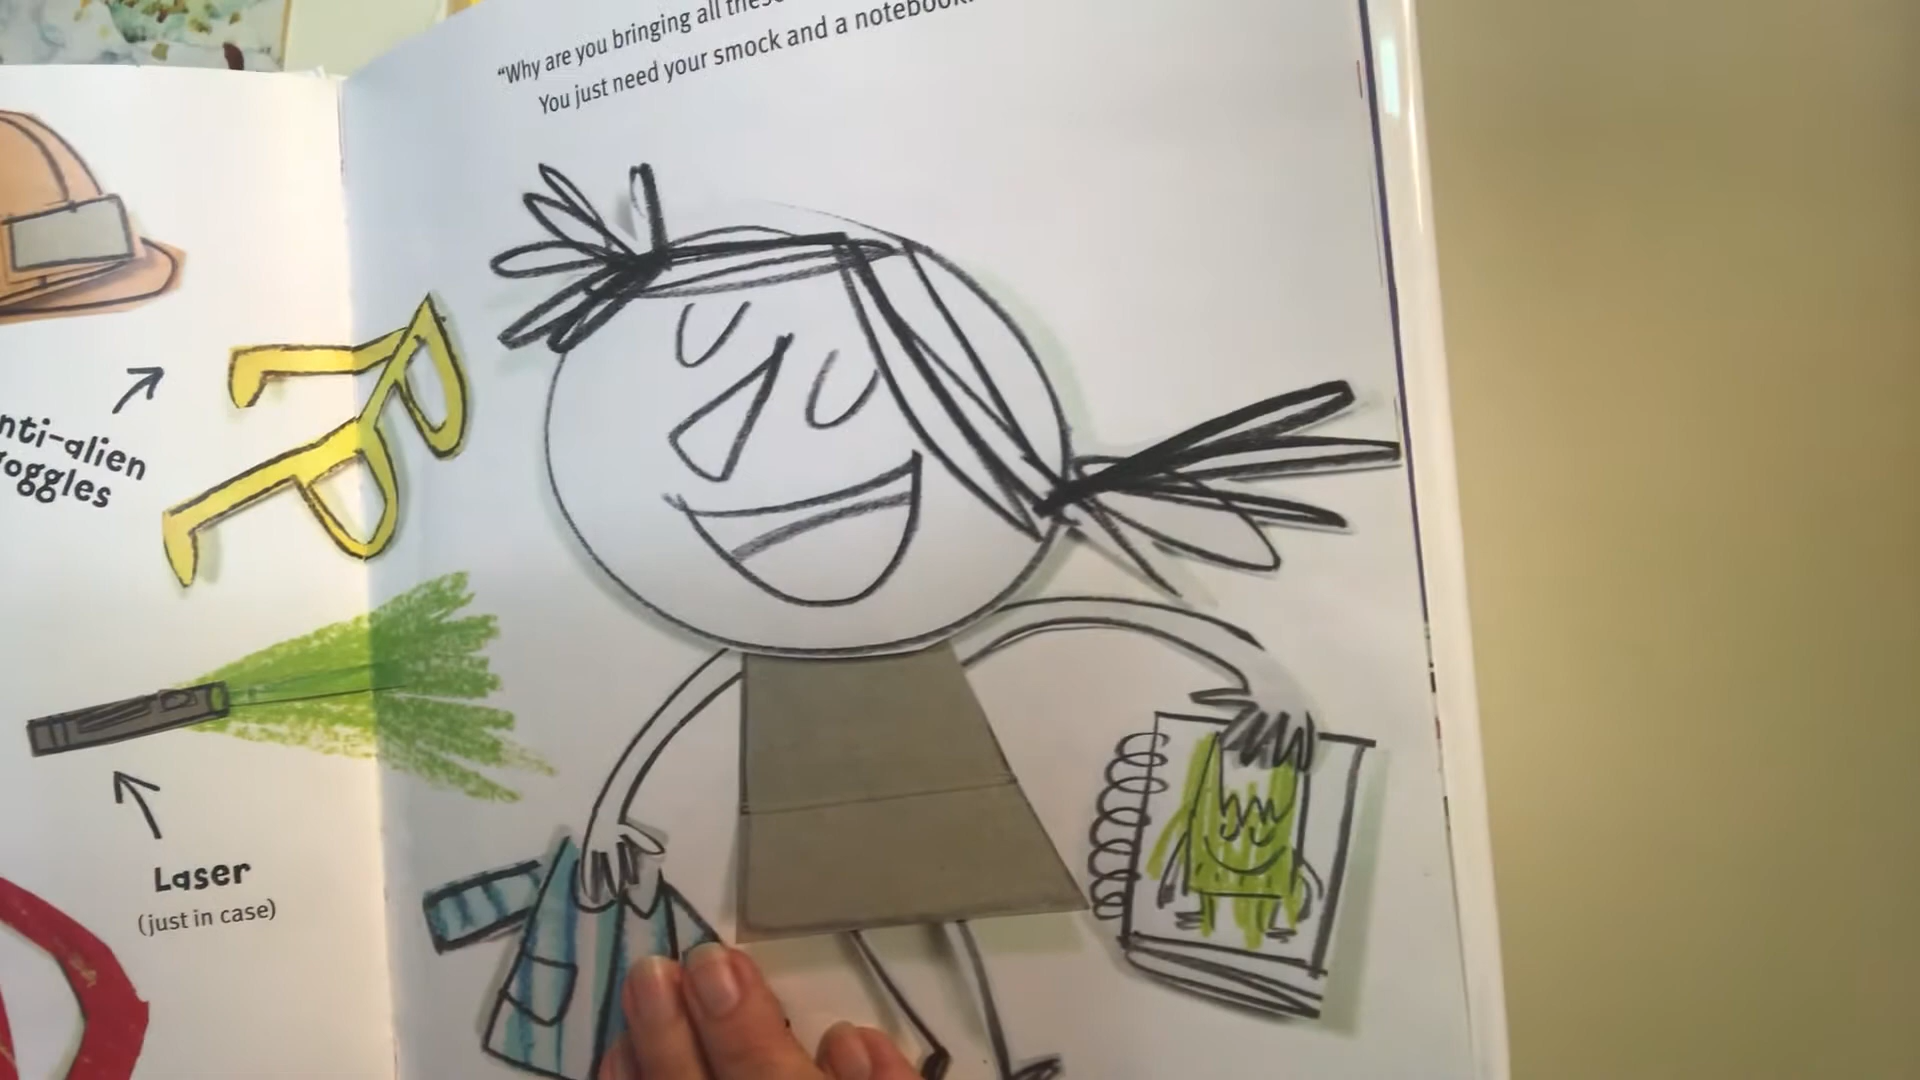 "Why are you bringing all these
You just need your smock and a notebook.
nti-alien
oggles
Laser
(just in case)